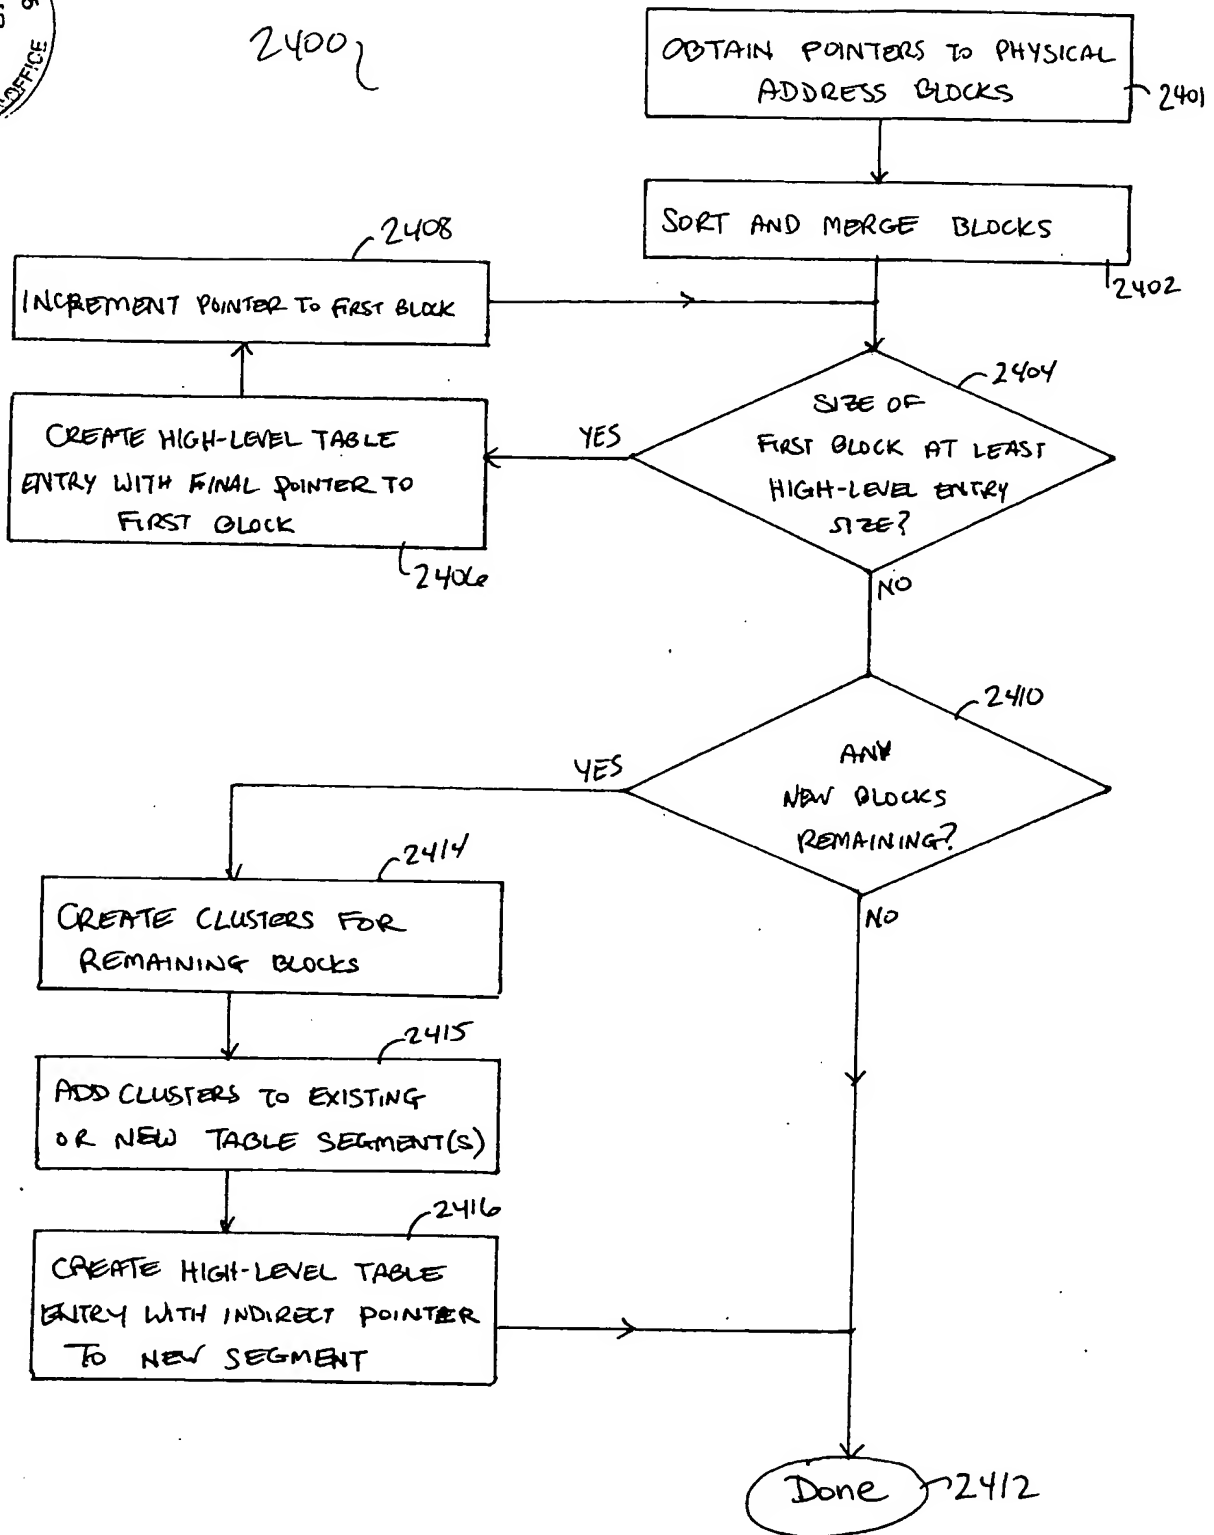 OFFICE
2400
OBTAIN POINTERS TO PHYSICAL
ADDRESS BLOCKS
2401
SORT AND MERGE BLOCKS
2402
2408
INCREMENT POINTER TO FIRST BLOCK
2404
SIZE OF
FIRST BLOCK AT LEAST
HIGH-LEVEL ENTRY
SIZE?
YES
CREATE HIGH-LEVEL TABLE
ENTRY WITH FINAL POINTER TO
FIRST BLOCK
2406
NO
2410
ANY
NEW BLOCKS
REMAINING?
YES
NO
2414
CREATE CLUSTERS FOR
REMAINING BLOCKS
2415
ADD CLUSTERS TO EXISTING
OR NEW TABLE SEGMENT(S)
2416
CREATE HIGH-LEVEL TABLE
ENTRY WITH INDIRECT POINTER
TO NEW SEGMENT
Done
2412